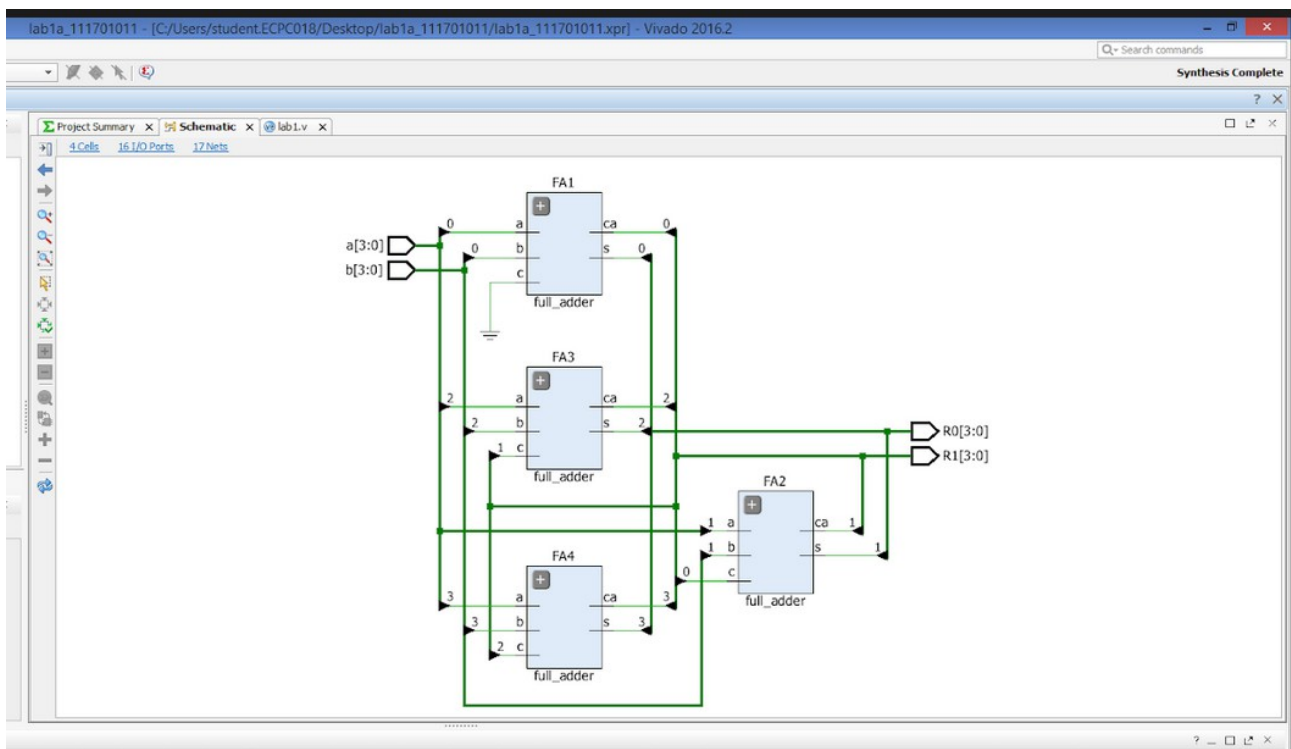 lab1a_111701011 - [C:/Users/student.ECPC018/Desktop/lab1a_111701011/lab1a_111701011.xpr] - Vivado 2016.2
Search commands
Synthesis Complete
Project Summary Schematic lab1.v
4 Cells 16 I/O Ports 17 Nets
FA1
0 a ca 0
a[3:0]
0 b s 0
b[3:0]
c
full_adder
FA3
2 a ca 2
2 b s 2
R0[3:0]
1 c
R1[3:0]
full_adder
FA2
1 a ca 1
1 b s 1
0 c
full_adder
FA4
3 a ca 3
3 b s 3
2 c
full_adder